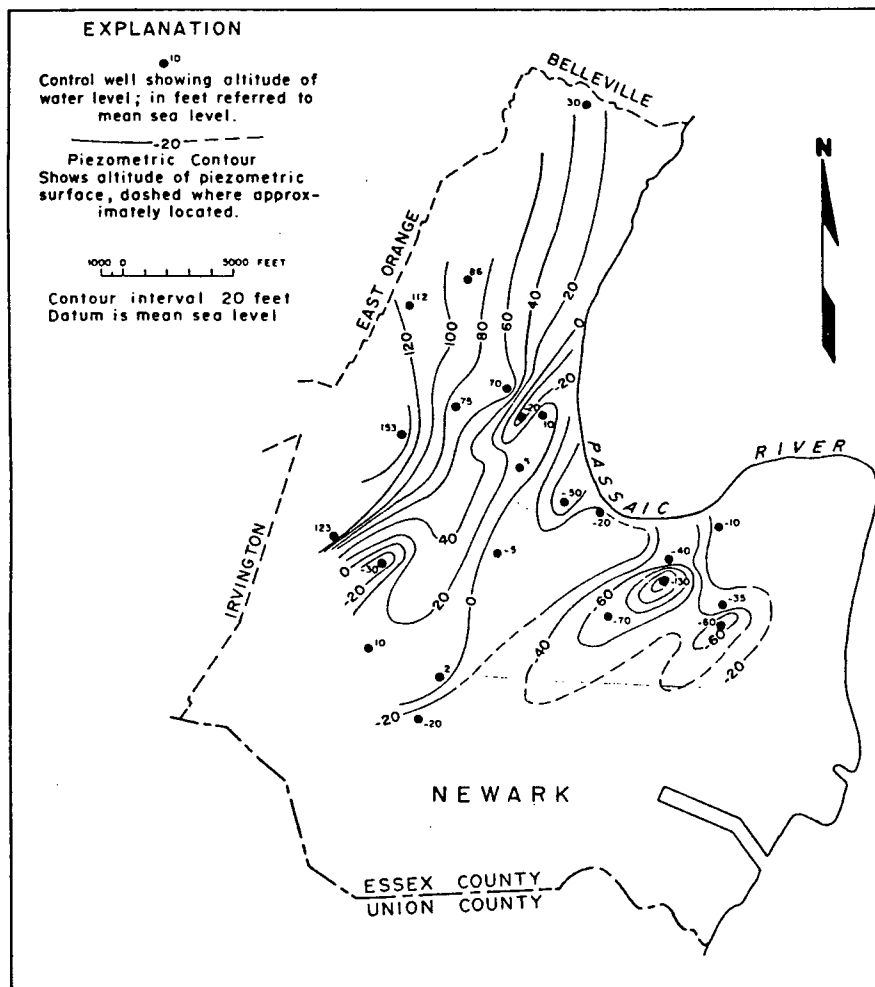 EXPLANATION
10
Control well showing altitude of
water level; in feet referred to
mean sea level.
-20
Piezometric Contour
Shows altitude of piezometric
surface, dashed where approx-
imately located.
1000 0 5000 FEET
Contour interval 20 feet
Datum is mean sea level
BELLEVILLE
30
N
EAST ORANGE
86
112
120
100
80
60
40
20
0
70
-20
75
10
153
PASSAIC
RIVER
-50
-20
-10
123
40
-5
-40
-130
IRVINGTON
0
-30
-20
20
0
-60
-70
-35
-60
-60
10
-40
-20
2
-20
-20
NEWARK
ESSEX COUNTY
UNION COUNTY